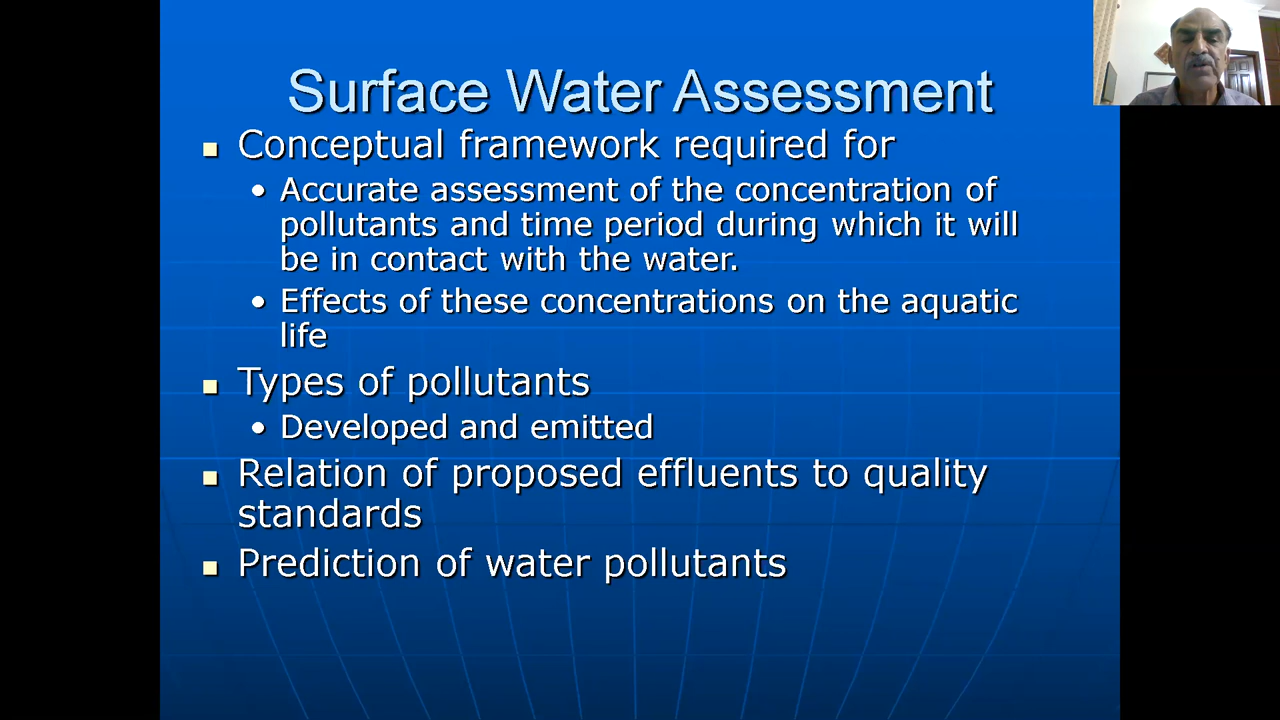 Surface Water Assessment
Conceptual framework required for
Accurate assessment of the concentration of
pollutants and time period during which it will
be in contact with the water.
Effects of these concentrations on the aquatic
life
Types of pollutants
Developed and emitted
Relation of proposed effluents to quality
standards
Prediction of water pollutants